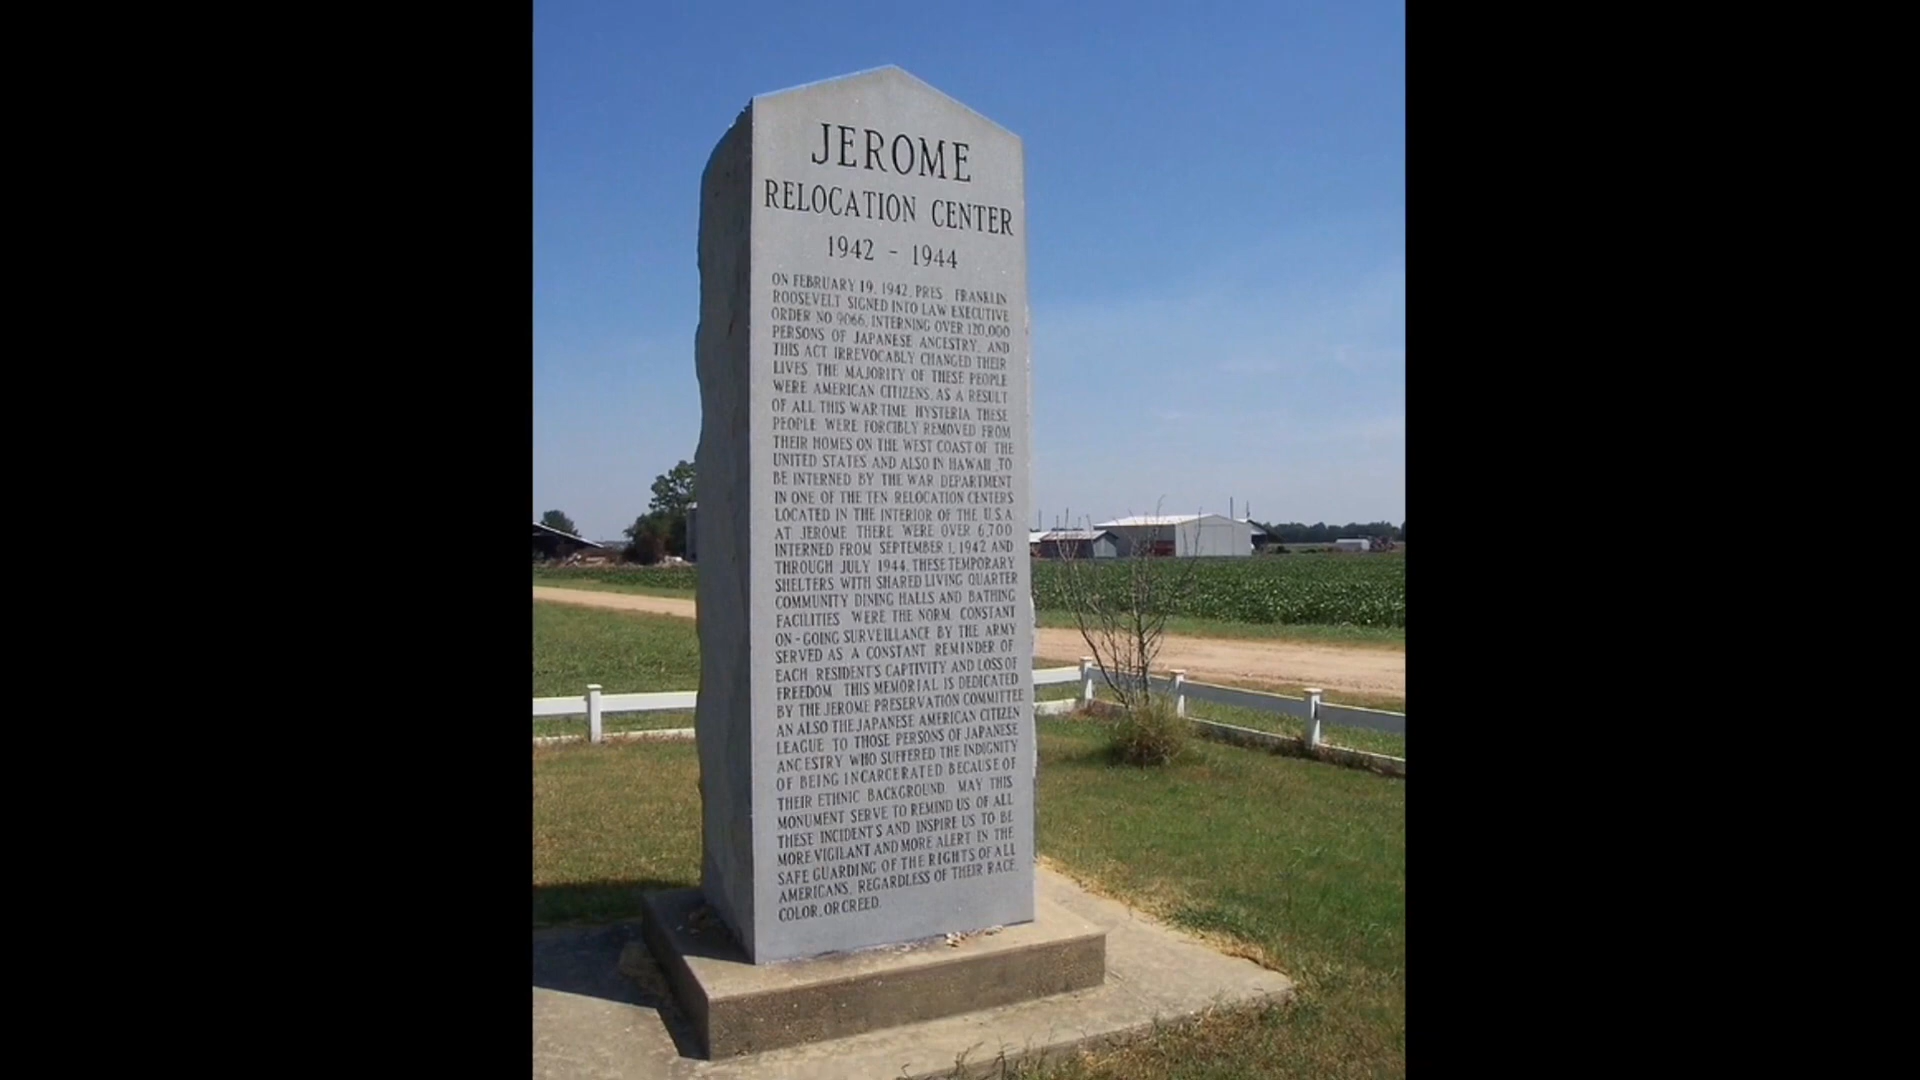 JEROME
RELOCATION CENTER
1942 - 1944
ON FEBRUARY 19, 1942, PRES FRANKLIN
ROOSEVELT SIGNED INTO LAW EXECUTIVE
ORDER NO 9066, INTERNING OVER 120,000
PERSONS OF JAPANESE ANCESTRY, AND
THIS ACT IRREVOCABLY CHANGED THEIR
LIVES THE MAJORITY OF THESE PEOPLE
WERE AMERICAN CITIZENS. AS A RESULT
OF ALL THIS WARTIME HYSTERIA THESE
PEOPLE WERE FORCIBLY REMOVED FROM
THEIR HOMES ON THE WEST COAST OF THE
UNITED STATES AND ALSO IN HAWAII ,TO
BE INTERNED BY THE WAR DEPARTMENT
IN ONE OF THE TEN RELOCATION CENTERS
LOCATED IN THE INTERIOR OF THE U.S.A
AT JEROME THERE WERE OVER 6,700
INTERNED FROM SEPTEMBER 1, 1942 AND
THROUGH JULY 1944. THESE TEMPORARY
SHELTERS WITH SHARED LIVING QUARTER
COMMUNITY DINING HALLS AND BATHING
FACILITIES WERE THE NORM. CONSTANT
ON-GOING SURVEILLANCE BY THE ARMY
SERVED AS A CONSTANT REMINDER OF
EACH RESIDENT'S CAPTIVITY AND LOSS OF
FREEDOM. THIS MEMORIAL IS DEDICATED
BY THE JEROME PRESERVATION COMMITTEE
AN ALSO THE JAPANESE AMERICAN CITIZEN
LEAGUE TO THOSE PERSONS OF JAPANESE
ANCESTRY WHO SUFFERED THE INDIGNITY
OF BEING INCARCERATED BECAUSE OF
THEIR ETHNIC BACKGROUND. MAY THIS
MONUMENT SERVE TO REMIND US OF ALL
THESE INCIDENTS AND INSPIRE US TO BE
MORE VIGILANT AND MORE ALERT IN THE
SAFE GUARDING OF THE RIGHTS OF ALL
AMERICANS, REGARDLESS OF THEIR RACE,
COLOR, OR CREED.